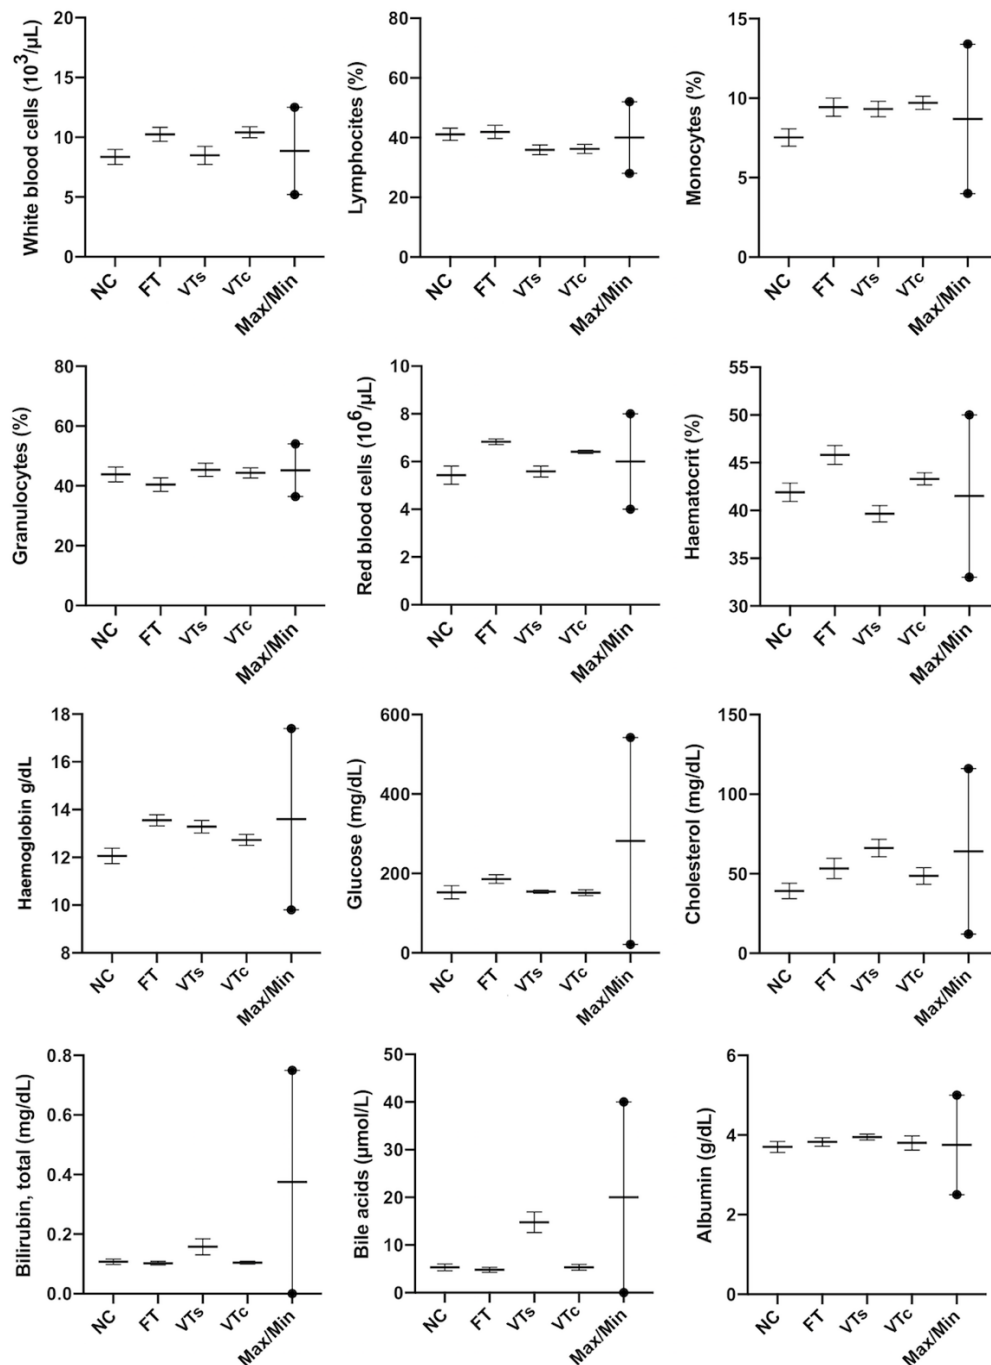 White blood cells (10³/µL)
20
15
10
5
0
NC
FT
VTs
VTc
Max/Min
Lymphocites (%)
80
60
40
20
0
NC
FT
VTs
VTc
Max/Min
Monocytes (%)
15
10
5
0
NC
FT
VTs
VTc
Max/Min
Granulocytes (%)
80
60
40
20
0
NC
FT
VTs
VTc
Max/Min
Red blood cells (10⁶/µL)
10
8
6
4
2
0
NC
FT
VTs
VTc
Max/Min
Haematocrit (%)
55
50
45
40
35
30
NC
FT
VTs
VTc
Max/Min
Haemoglobin g/dL
18
16
14
12
10
8
NC
FT
VTs
VTc
Max/Min
Glucose (mg/dL)
600
400
200
0
NC
FT
VTs
VTc
Max/Min
Cholesterol (mg/dL)
150
100
50
0
NC
FT
VTs
VTc
Max/Min
Bilirubin, total (mg/dL)
0.8
0.6
0.4
0.2
0.0
NC
FT
VTs
VTc
Max/Min
Bile acids (µmol/L)
50
40
30
20
10
0
NC
FT
VTs
VTc
Max/Min
Albumin (g/dL)
6
4
2
0
NC
FT
VTs
VTc
Max/Min